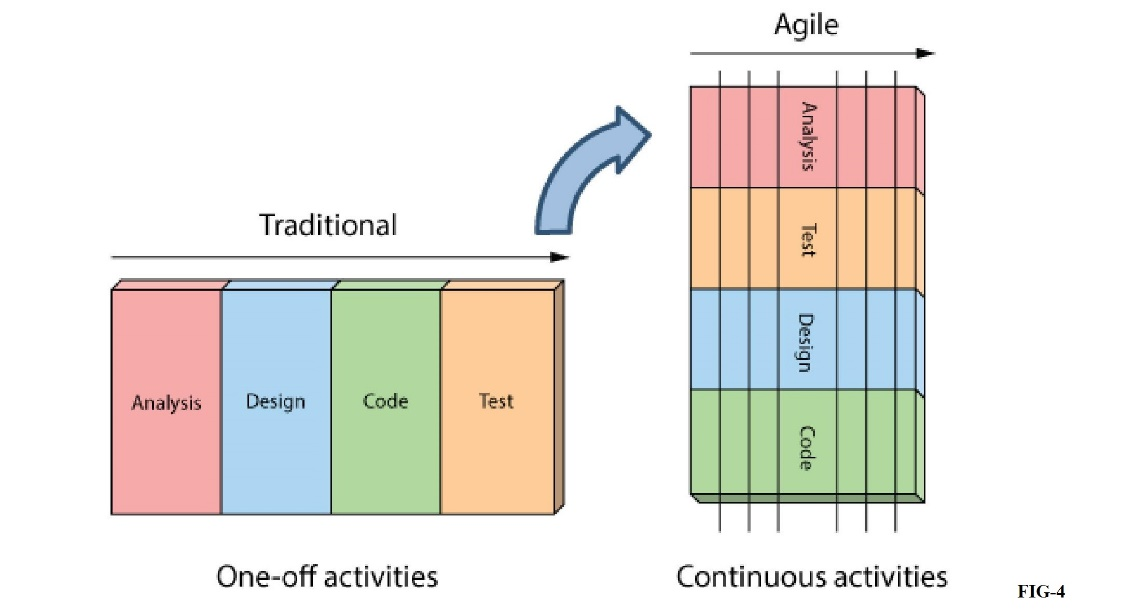 Agile
Analysis
Test
Design
Code
Traditional
Analysis
Design
Code
Test
One-off activities
Continuous activities
FIG-4